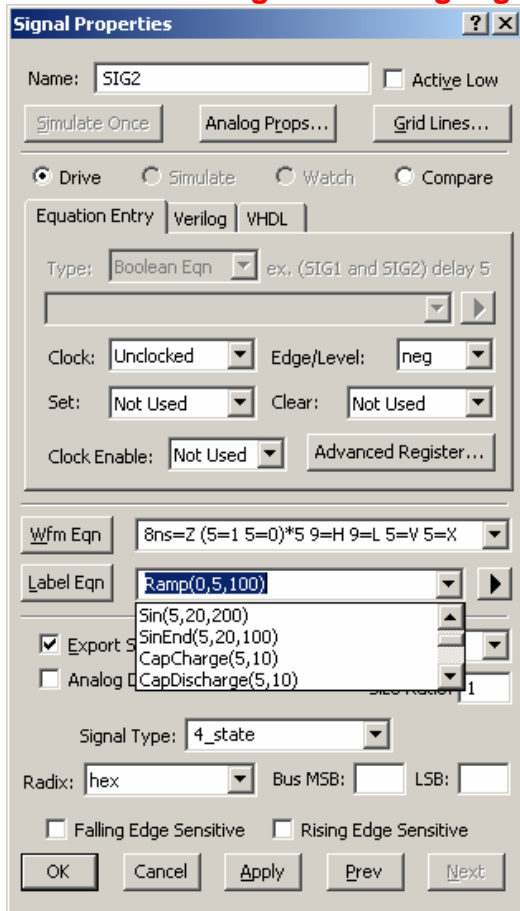 Signal Properties
Name: SIG2 Active Low
Simulate Once Analog Props... Grid Lines...
Drive Simulate Watch Compare
Equation Entry Verilog VHDL
Type: Boolean Eqn ex. (SIG1 and SIG2) delay 5
Clock: Unclocked Edge/Level: neg
Set: Not Used Clear: Not Used
Clock Enable: Not Used Advanced Register...
Wfm Eqn 8ns=Z (5=1 5=0)*5 9=H 9=L 5=V 5=X
Label Eqn Ramp(0,5,100)
Sin(5,20,200)
SinEnd(5,20,100)
Export S CapCharge(5,10)
Analog D CapDischarge(5,10) 1
Signal Type: 4_state
Radix: hex Bus MSB: LSB:
Falling Edge Sensitive Rising Edge Sensitive
OK Cancel Apply Prev Next